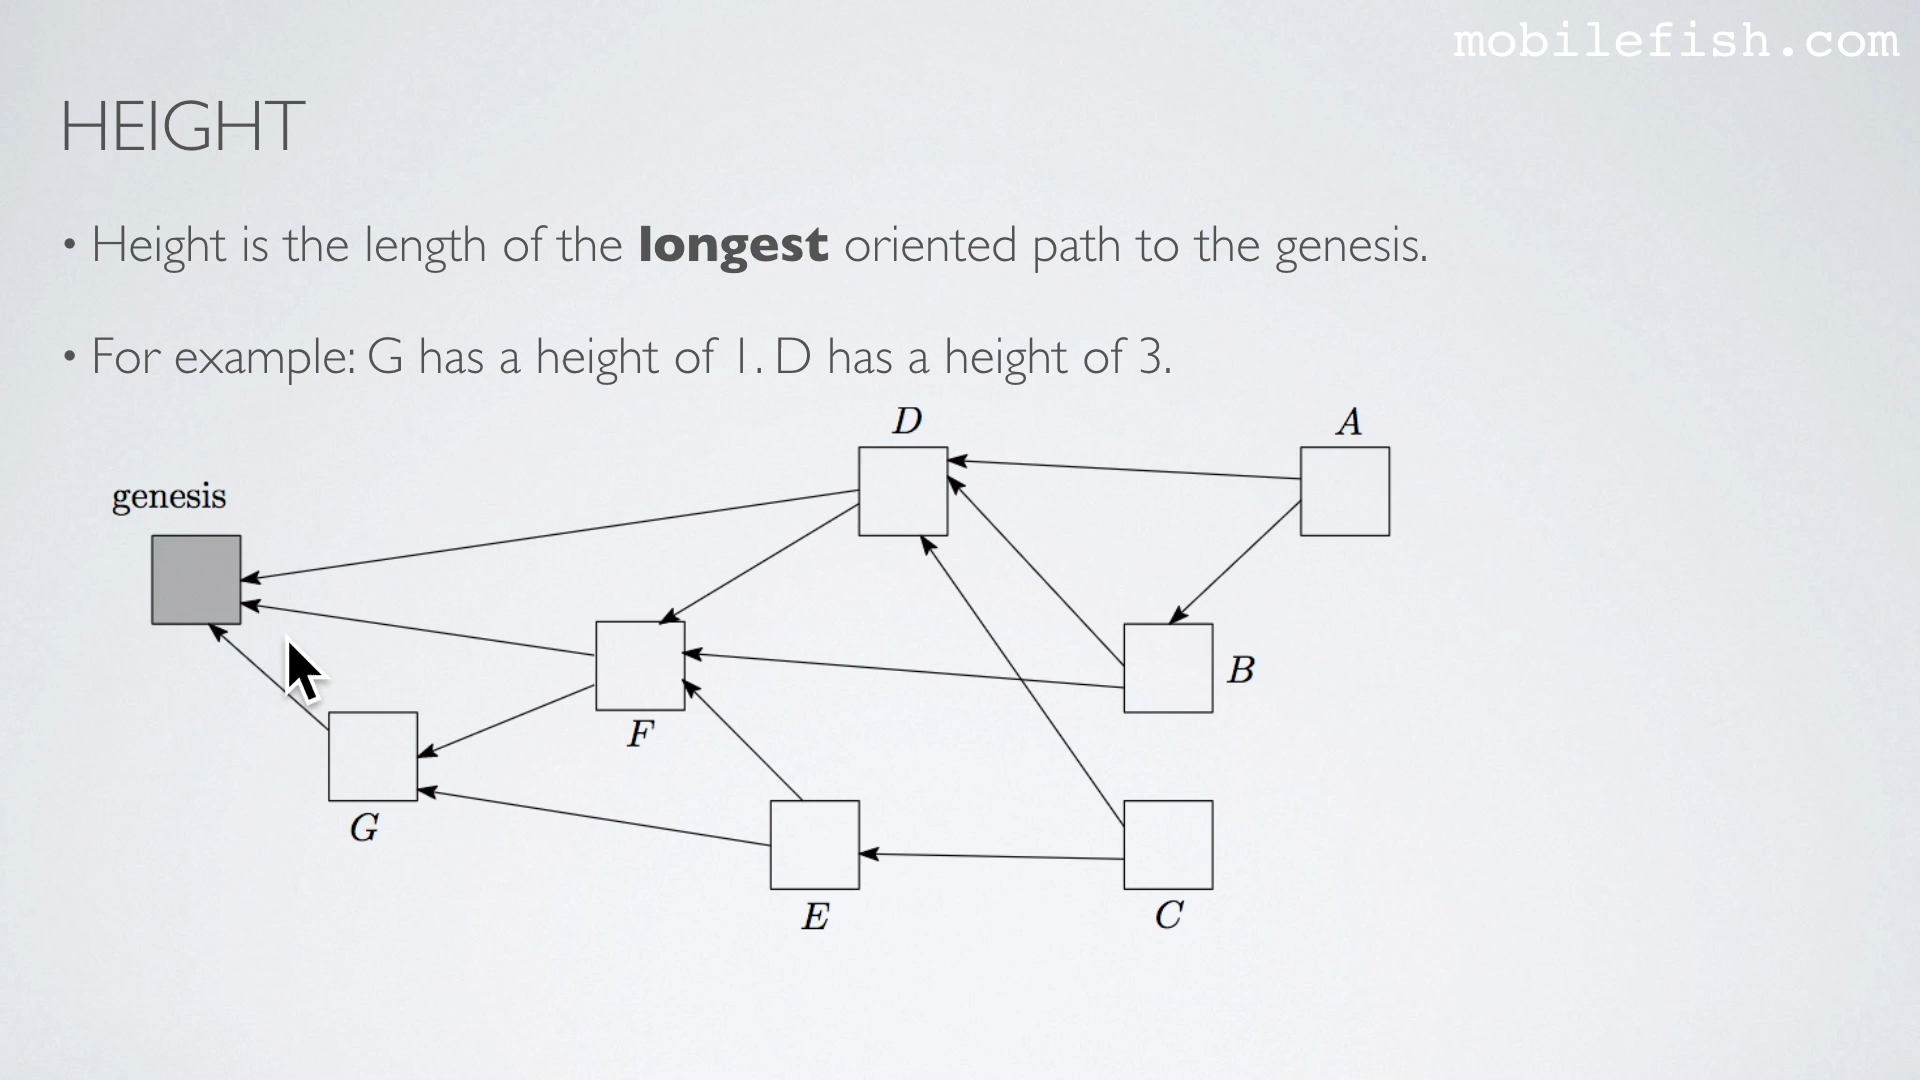 mobilefish.com
HEIGHT
• Height is the length of the longest oriented path to the genesis.
• For example: G has a height of 1. D has a height of 3.
D
A
genesis
B
F
G
E
C